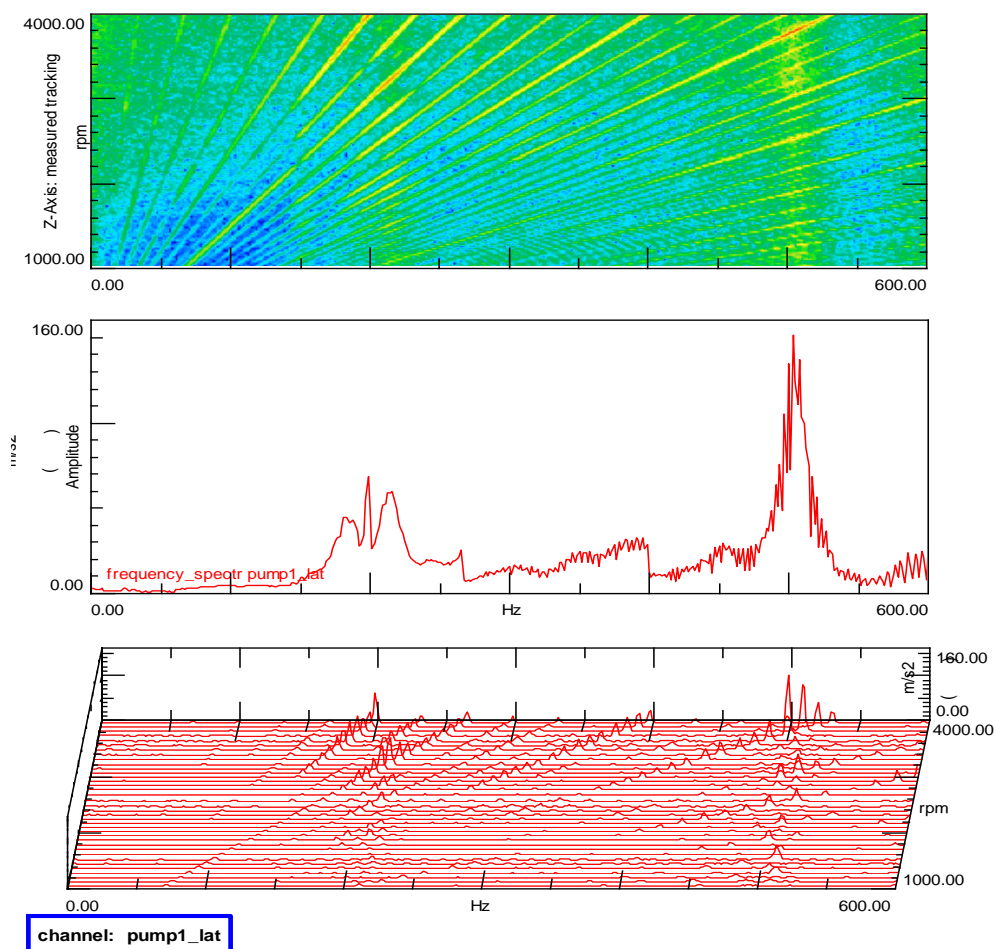 4000.00
Z-Axis: measured tracking
rpm
1000.00
0.00
600.00
160.00
m/s2
( )
Amplitude
0.00
frequency_spectr pump1_lat
0.00
Hz
600.00
160.00
m/s2
(
0.00
4000.00
rpm
1000.00
0.00
Hz
600.00
channel: pump1_lat